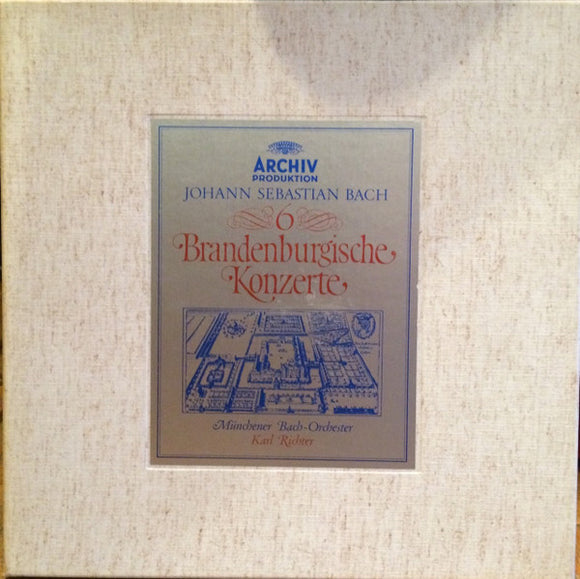 ARCHIV
PRODUKTION
JOHANN SEBASTIAN BACH
6
Brandenburgische
Konzerte
Münchener Bach-Orchester
Karl Richter